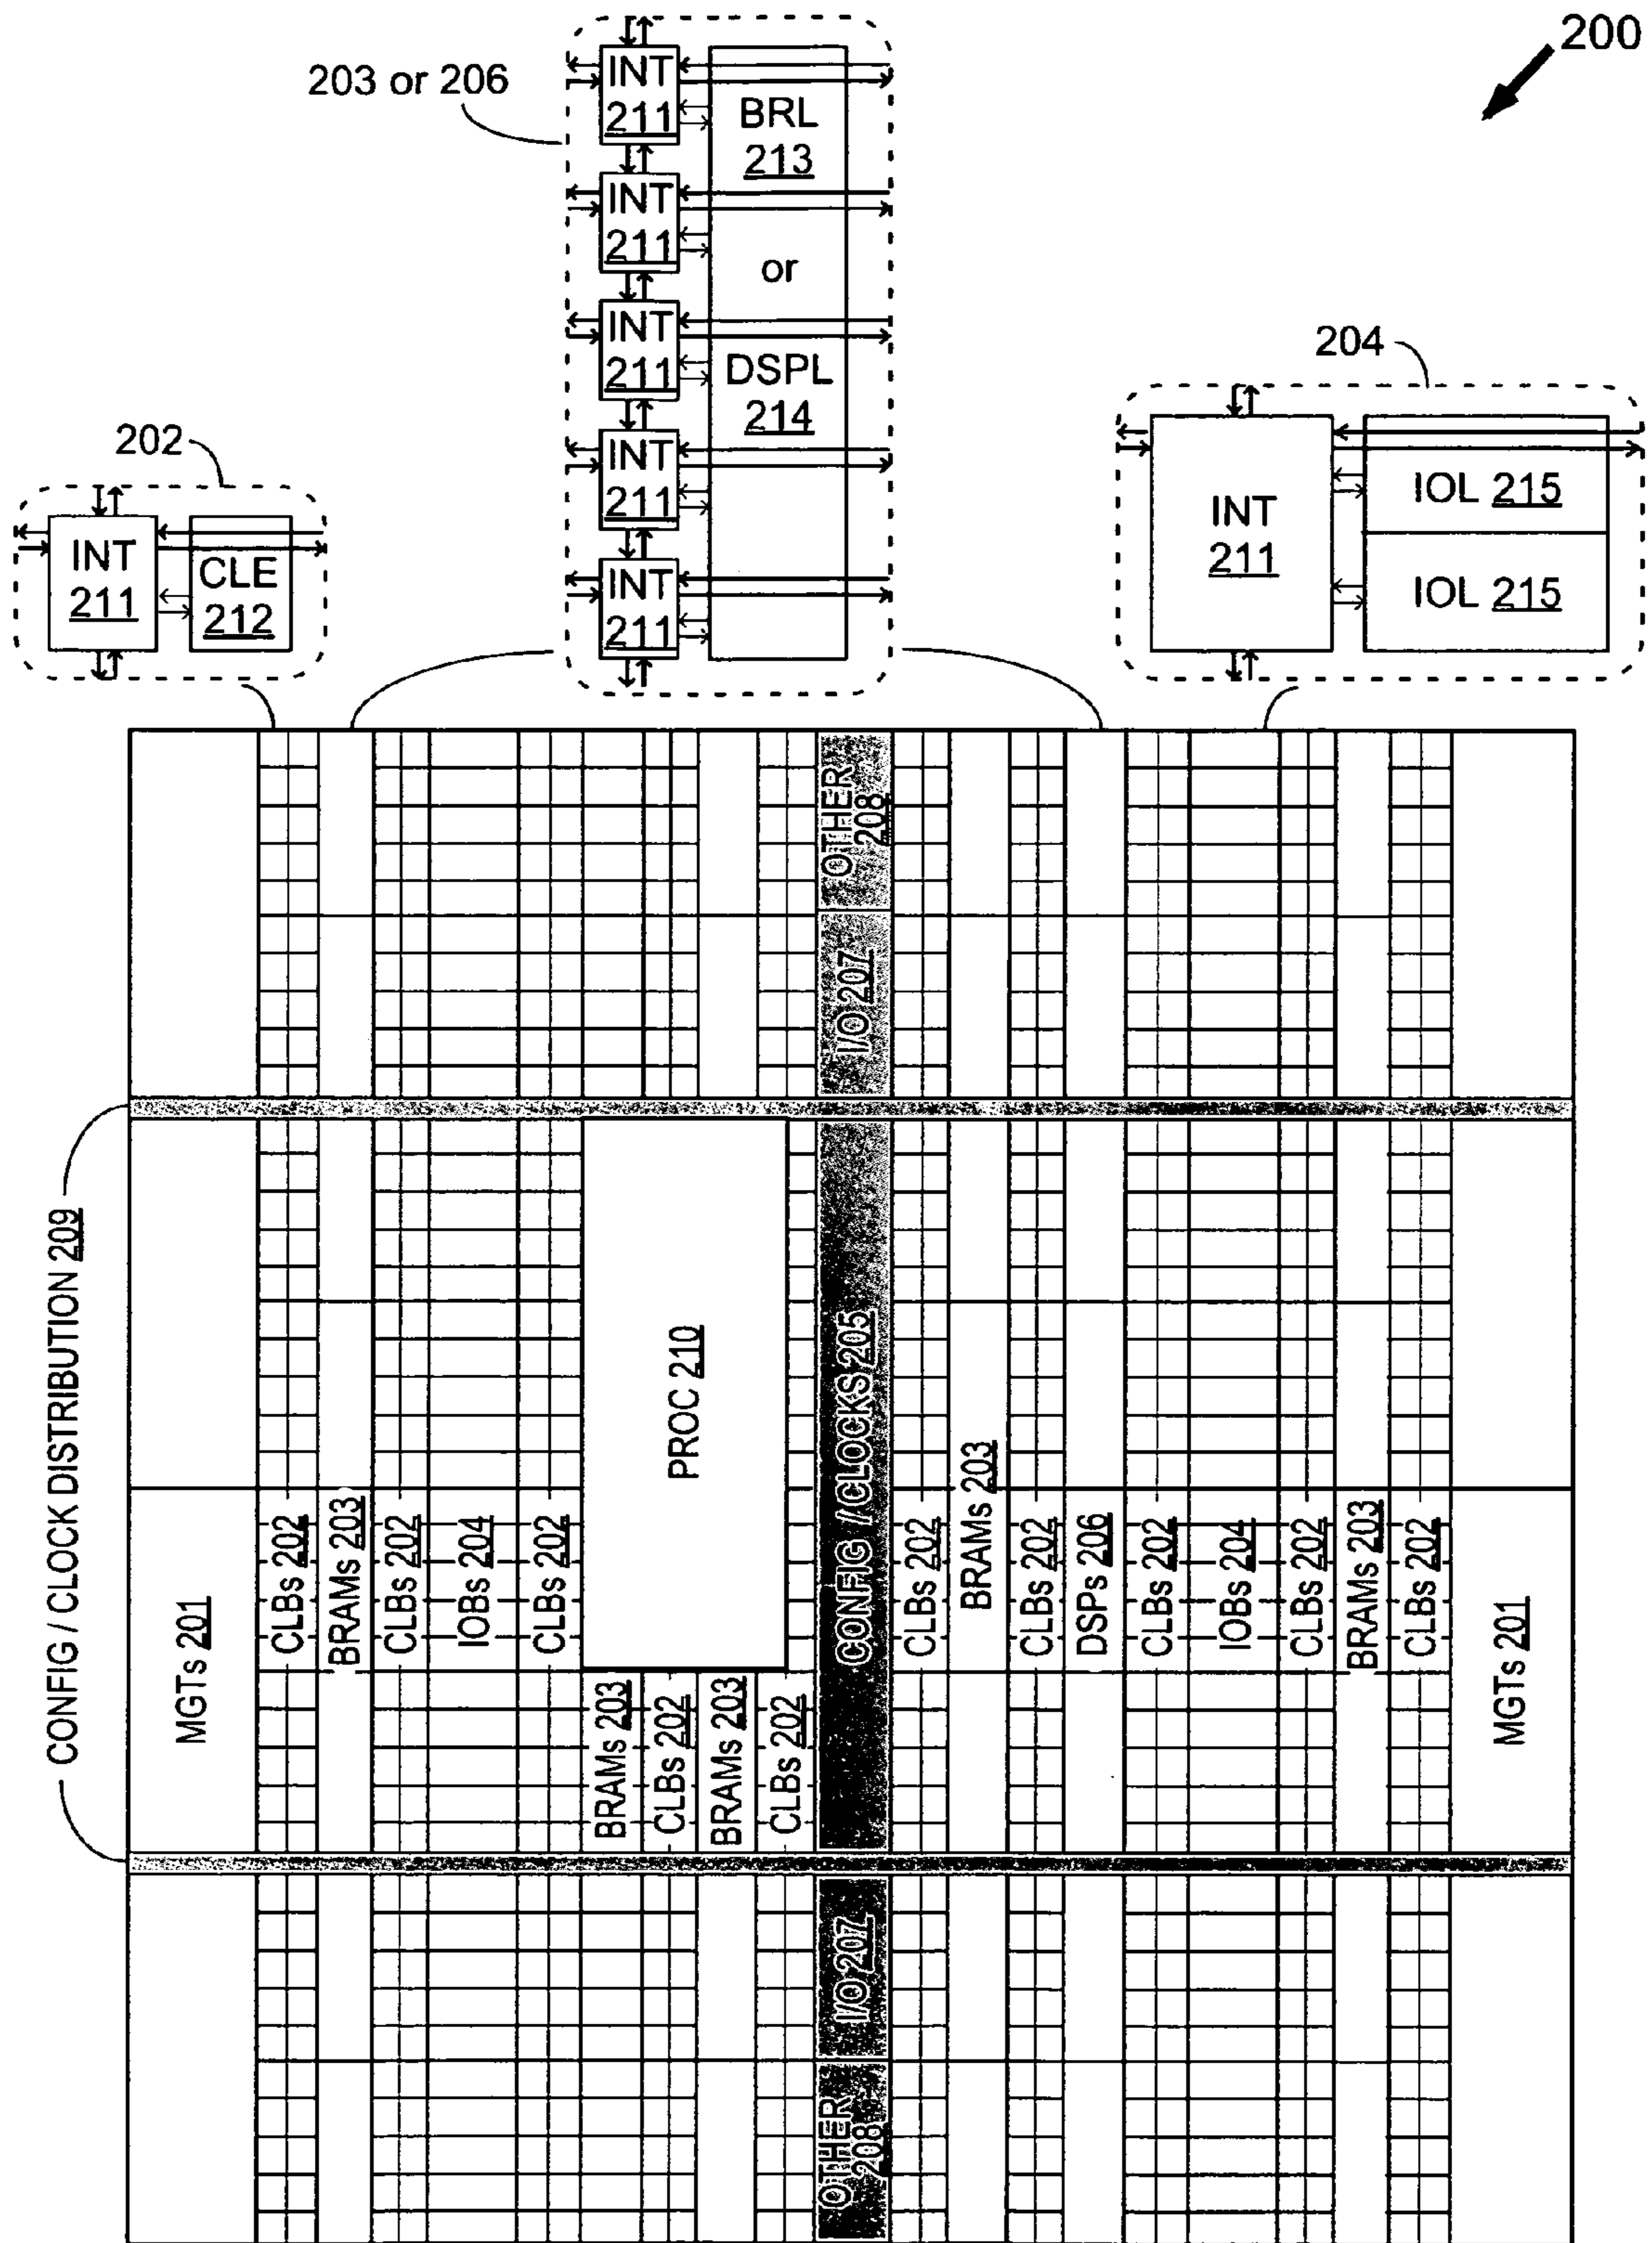 200
203 or 206
INT
211
INT
211
INT
211
INT
211
INT
211
BRL
213
or
DSPL
214
202
INT
211
CLE
212
204
INT
211
IOL 215
IOL 215
CONFIG / CLOCK DISTRIBUTION 209
OTHER
208
I/O 207
CONFIG / CLOCKS 205
I/O 207
OTHER
208
PROC 210
MGTs 201
CLBs 202
BRAMs 203
CLBs 202
IOBs 204
CLBs 202
BRAMs 203
CLBs 202
BRAMs 203
CLBs 202
CLBs 202
BRAMs 203
CLBs 202
DSPs 206
CLBs 202
IOBs 204
CLBs 202
BRAMs 203
CLBs 202
MGTs 201